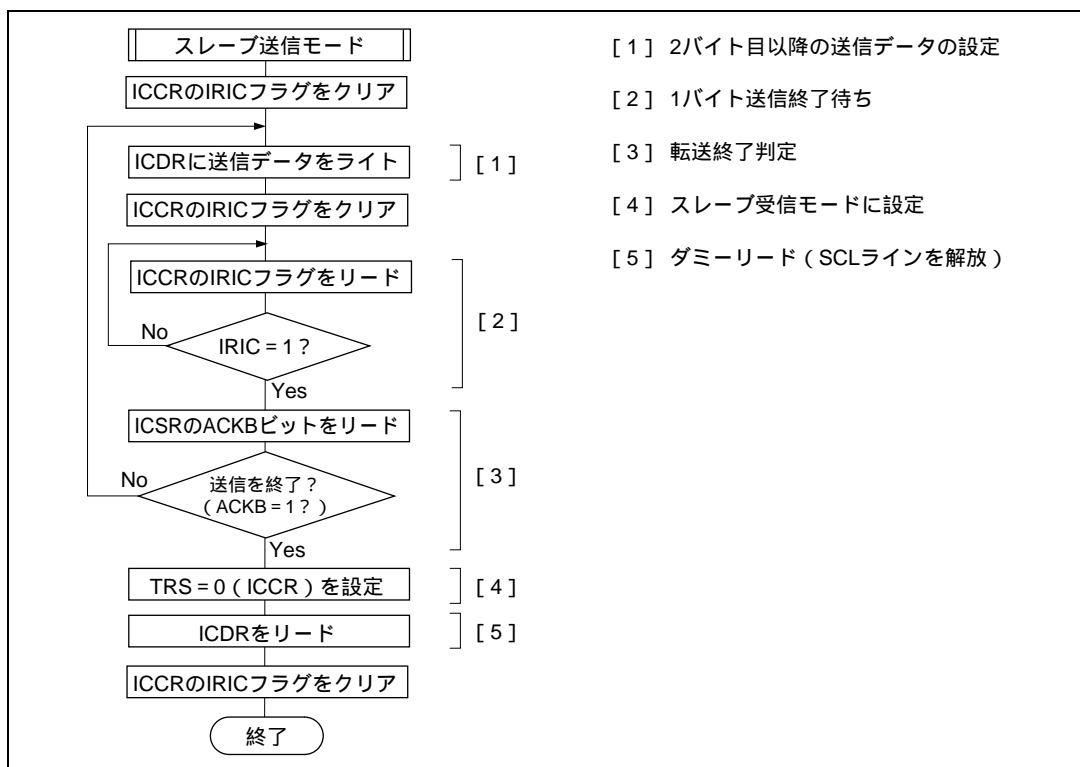 スレーブ送信モード
ICCRのIRICフラグをクリア
ICDRに送信データをライト
[1]
ICCRのIRICフラグをクリア
ICCRのIRICフラグをリード
[2]
No
IRIC = 1?
Yes
ICSRのACKBビットをリード
[3]
No
送信を終了?
(ACKB = 1?)
Yes
TRS = 0(ICCR)を設定
[4]
ICDRをリード
[5]
ICCRのIRICフラグをクリア
終了
[1] 2バイト目以降の送信データの設定
[2] 1バイト送信終了待ち
[3] 転送終了判定
[4] スレーブ受信モードに設定
[5] ダミーリード(SCLラインを解放)